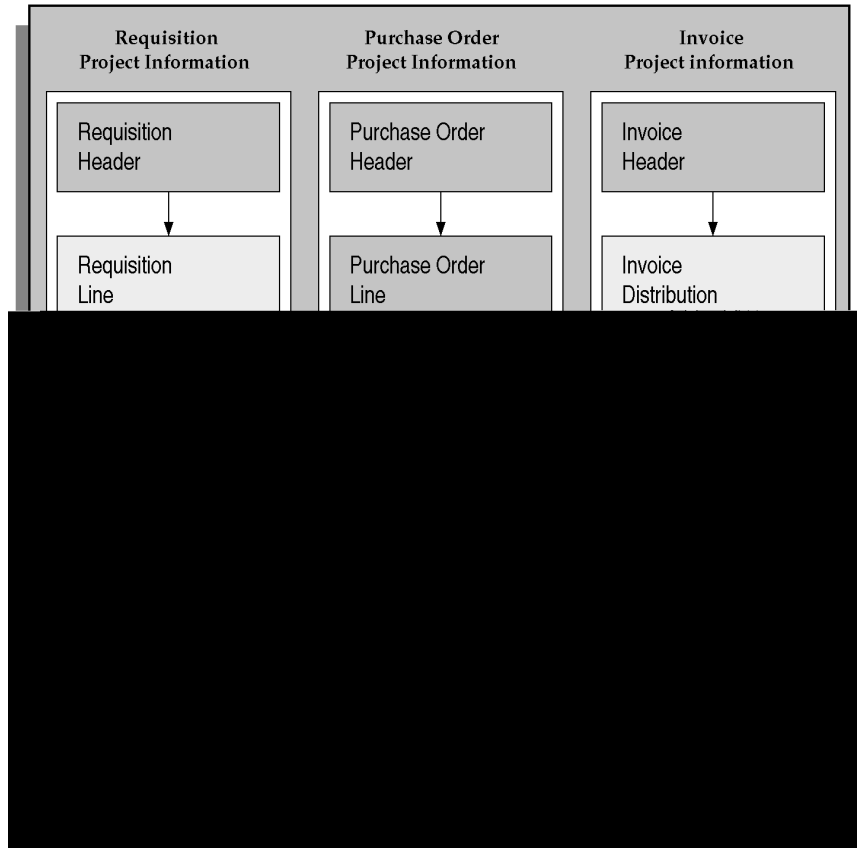 Requisition
Project Information
Purchase Order
Project Information
Invoice
Project information
Requisition
Header
Purchase Order
Header
Invoice
Header
Requisition
Line
Purchase Order
Line
Invoice
Distribution